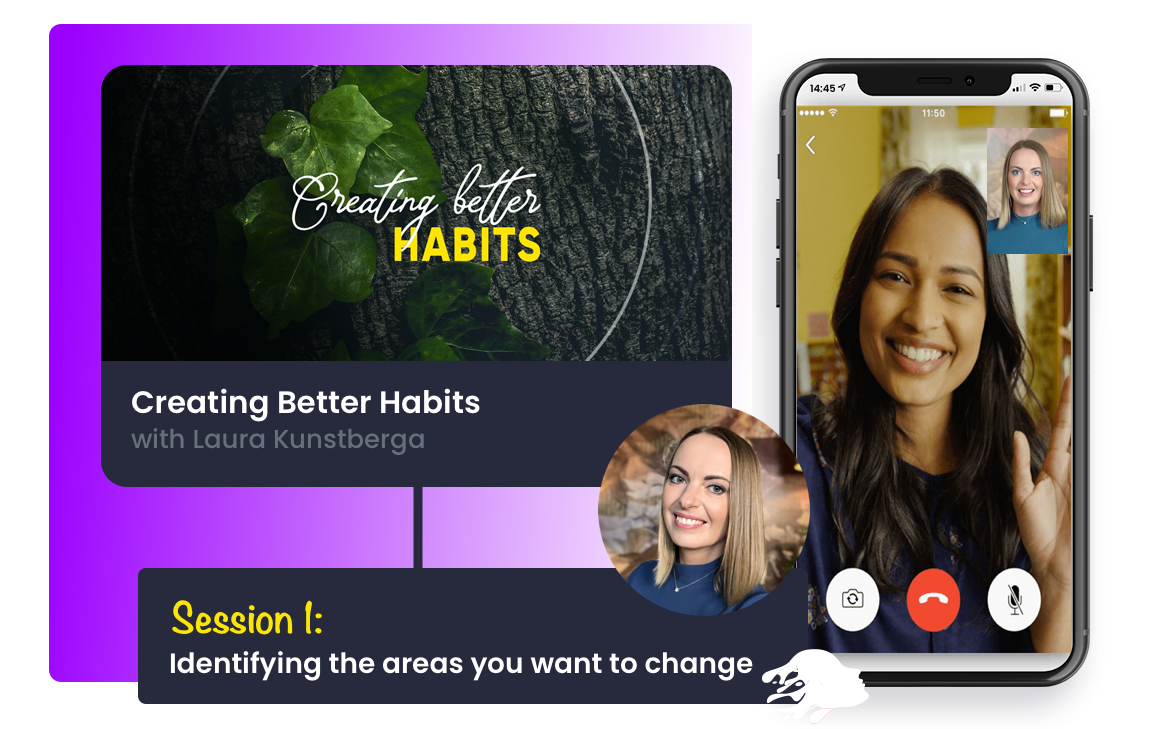 Creating better
HABITS
Creating Better Habits
with Laura Kunstberga
Session 1:
Identifying the areas you want to change
14:45
11:50